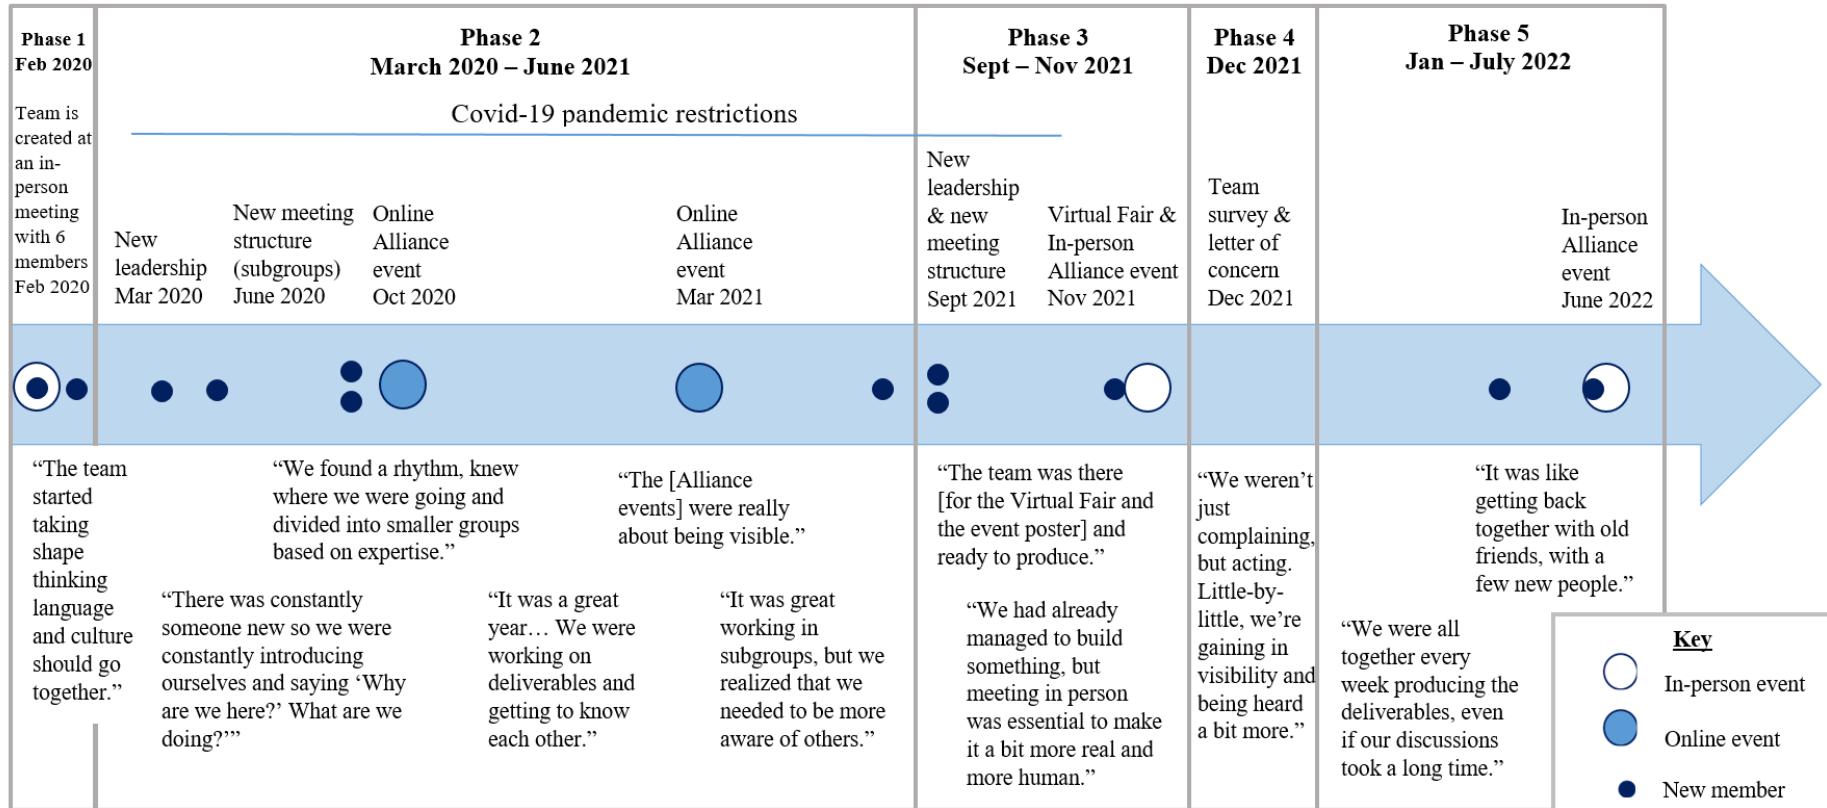 Phase 1
Feb 2020
Team is
created at
an in-
person
meeting
with 6
members
Feb 2020
Phase 2
March 2020 – June 2021
Covid-19 pandemic restrictions
New
leadership
Mar 2020
New meeting
structure
(subgroups)
June 2020
Online
Alliance
event
Oct 2020
Online
Alliance
event
Mar 2021
Phase 3
Sept – Nov 2021
New
leadership
& new
meeting
structure
Sept 2021
Virtual Fair &
In-person
Alliance event
Nov 2021
Phase 4
Dec 2021
Team
survey &
letter of
concern
Dec 2021
Phase 5
Jan – July 2022
In-person
Alliance
event
June 2022
“The team
started
taking
shape
thinking
language
and culture
should go
together.”
“There was constantly
someone new so we were
constantly introducing
ourselves and saying ‘Why
are we here?’ What are we
doing?’”
“We found a rhythm, knew
where we were going and
divided into smaller groups
based on expertise.”
“It was a great
year… We were
working on
deliverables and
getting to know
each other.”
“The [Alliance
events] were really
about being visible.”
“It was great
working in
subgroups, but we
realized that we
needed to be more
aware of others.”
“The team was there
[for the Virtual Fair and
the event poster] and
ready to produce.”
“We had already
managed to build
something, but
meeting in person
was essential to make
it a bit more real and
more human.”
“We weren’t
just
complaining,
but acting.
Little-by-
little, we’re
gaining in
visibility and
being heard
a bit more.”
“We were all
together every
week producing the
deliverables, even
if our discussions
took a long time.”
“It was like
getting back
together with old
friends, with a
few new people.”
Key
In-person event
Online event
New member